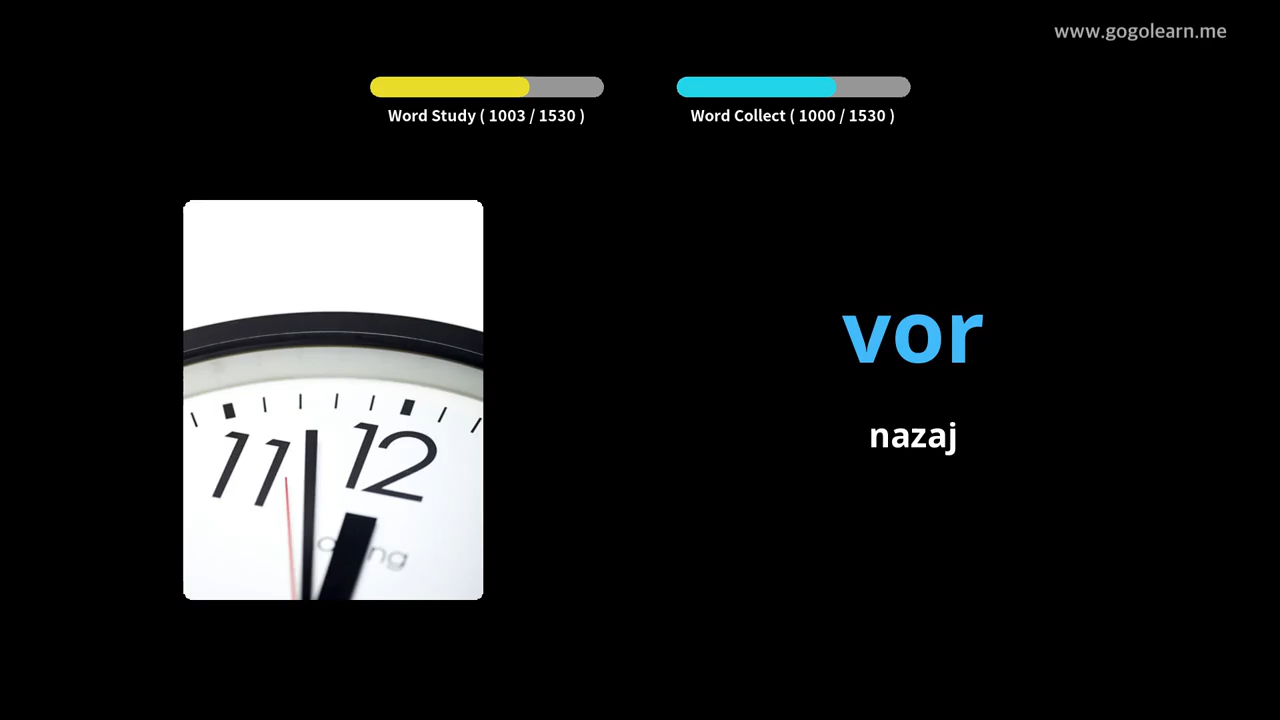 www.gogolearn.me
Word Study ( 1003 / 1530 )
Word Collect ( 1000 / 1530 )
vor
nazaj
11
12